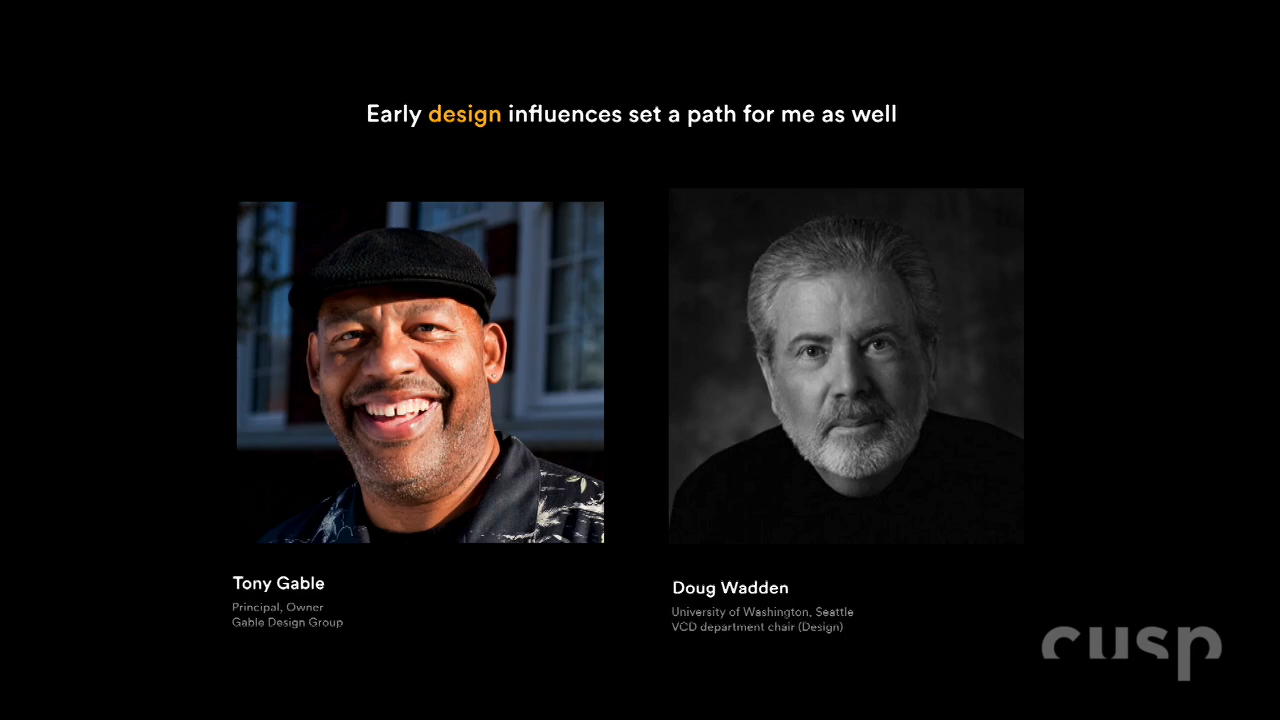 Early design influences set a path for me as well
Tony Gable
Principal, Owner
Gable Design Group
Doug Wadden
University of Washington, Seattle
VCD department chair (Design)
cusp